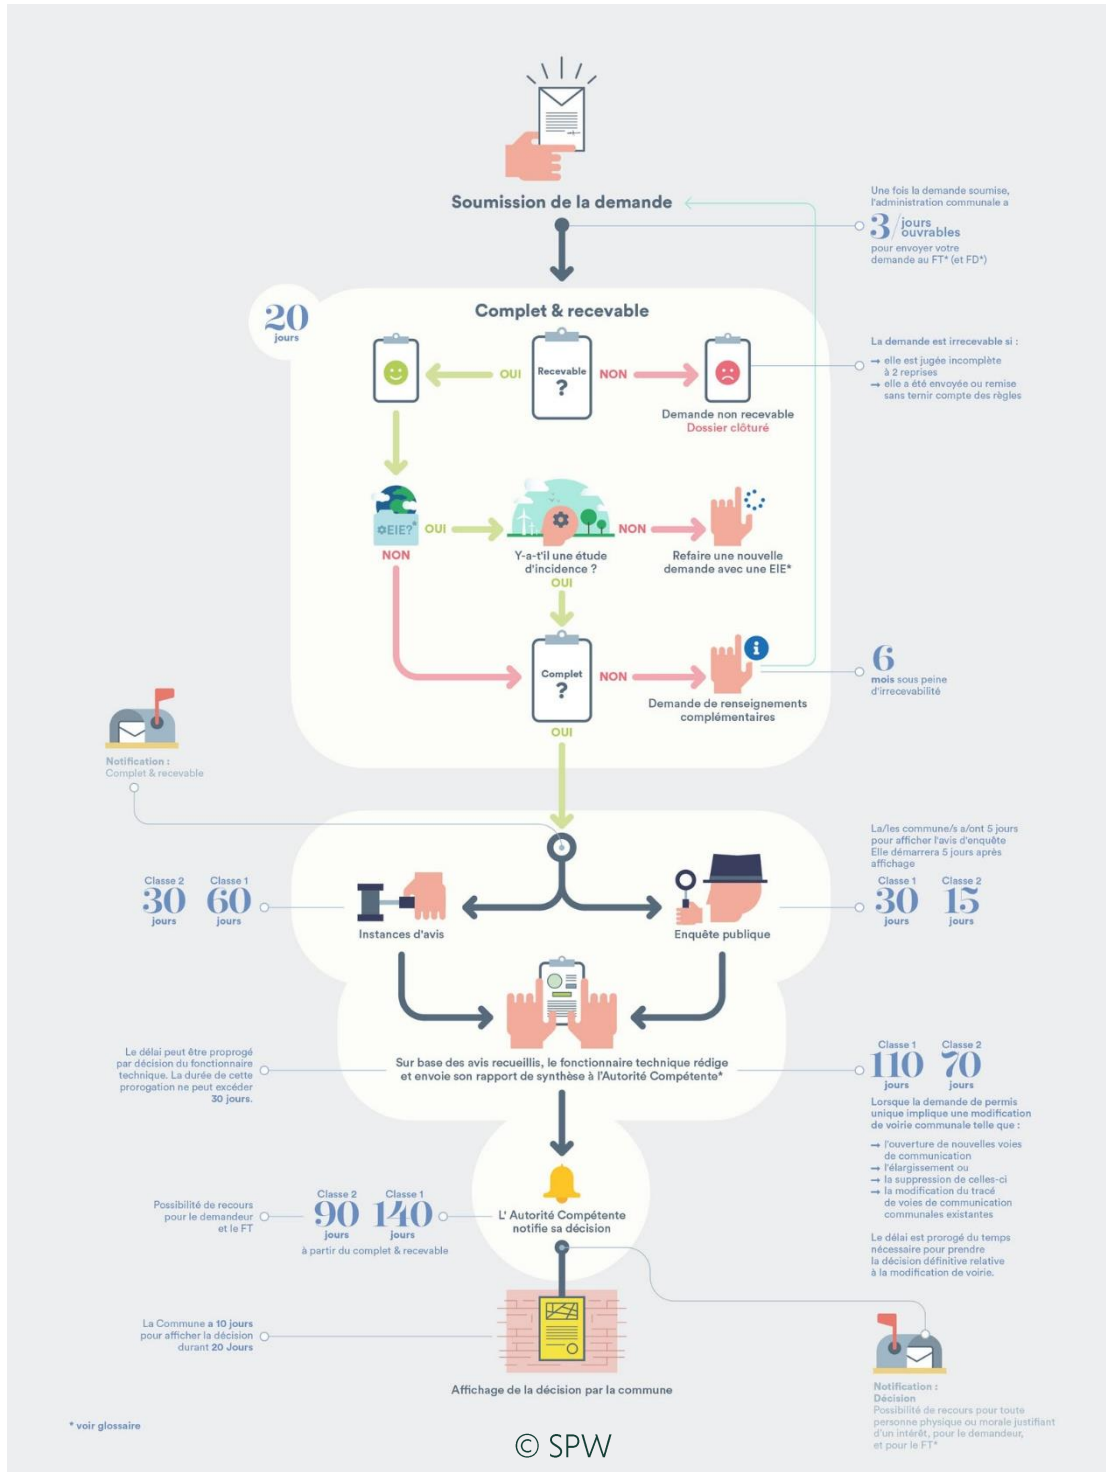 Soumission de la demande
Une fois la demande soumise,
l'administration communale a
3/jours
ouvrables
pour envoyer votre
demande au FT* (et FD*)
20
jours
Complet & recevable
OUI
Recevable
?
NON
Demande non recevable
Dossier clôturé
La demande est irrecevable si :
→ elle est jugée incomplète
à 2 reprises
→ elle a été envoyée ou remise
sans ternir compte des règles
EIE?*
OUI
NON
Y-a-t'il une étude
d'incidence ?
OUI
NON
Refaire une nouvelle
demande avec une EIE*
Complet
?
NON
OUI
Demande de renseignements
complémentaires
6
mois sous peine
d'irrecevabilité
Notification :
Complet & recevable
La/les commune/s a/ont 5 jours
pour afficher l'avis d'enquête
Elle démarrera 5 jours après
affichage
Classe 2
30
jours
Classe 1
60
jours
Instances d'avis
Enquête publique
Classe 1
30
jours
Classe 2
15
jours
Le délai peut être proprogé
par décision du fonctionnaire
technique. La durée de cette
prorogation ne peut excéder
30 jours.
Sur base des avis recueillis, le fonctionnaire technique rédige
et envoie son rapport de synthèse à l'Autorité Compétente*
Classe 1
110
jours
Classe 2
70
jours
Lorsque la demande de permis
unique implique une modification
de voirie communale telle que :
→ l'ouverture de nouvelles voies
de communication
→ l'élargissement ou
→ la suppression de celles-ci
→ la modification du tracé
de voies de communication
communales existantes
Le délai est prorogé du temps
nécessaire pour prendre
la décision définitive relative
à la modification de voirie.
Possibilité de recours
pour le demandeur
et le FT
Classe 2
90
jours
Classe 1
140
jours
à partir du complet & recevable
L' Autorité Compétente
notifie sa décision
La Commune a 10 jours
pour afficher la décision
durant 20 Jours
Affichage de la décision par la commune
Notification :
Décision
Possibilité de recours pour toute
personne physique ou morale justifiant
d'un intérêt, pour le demandeur,
et pour le FT*
* voir glossaire
© SPW